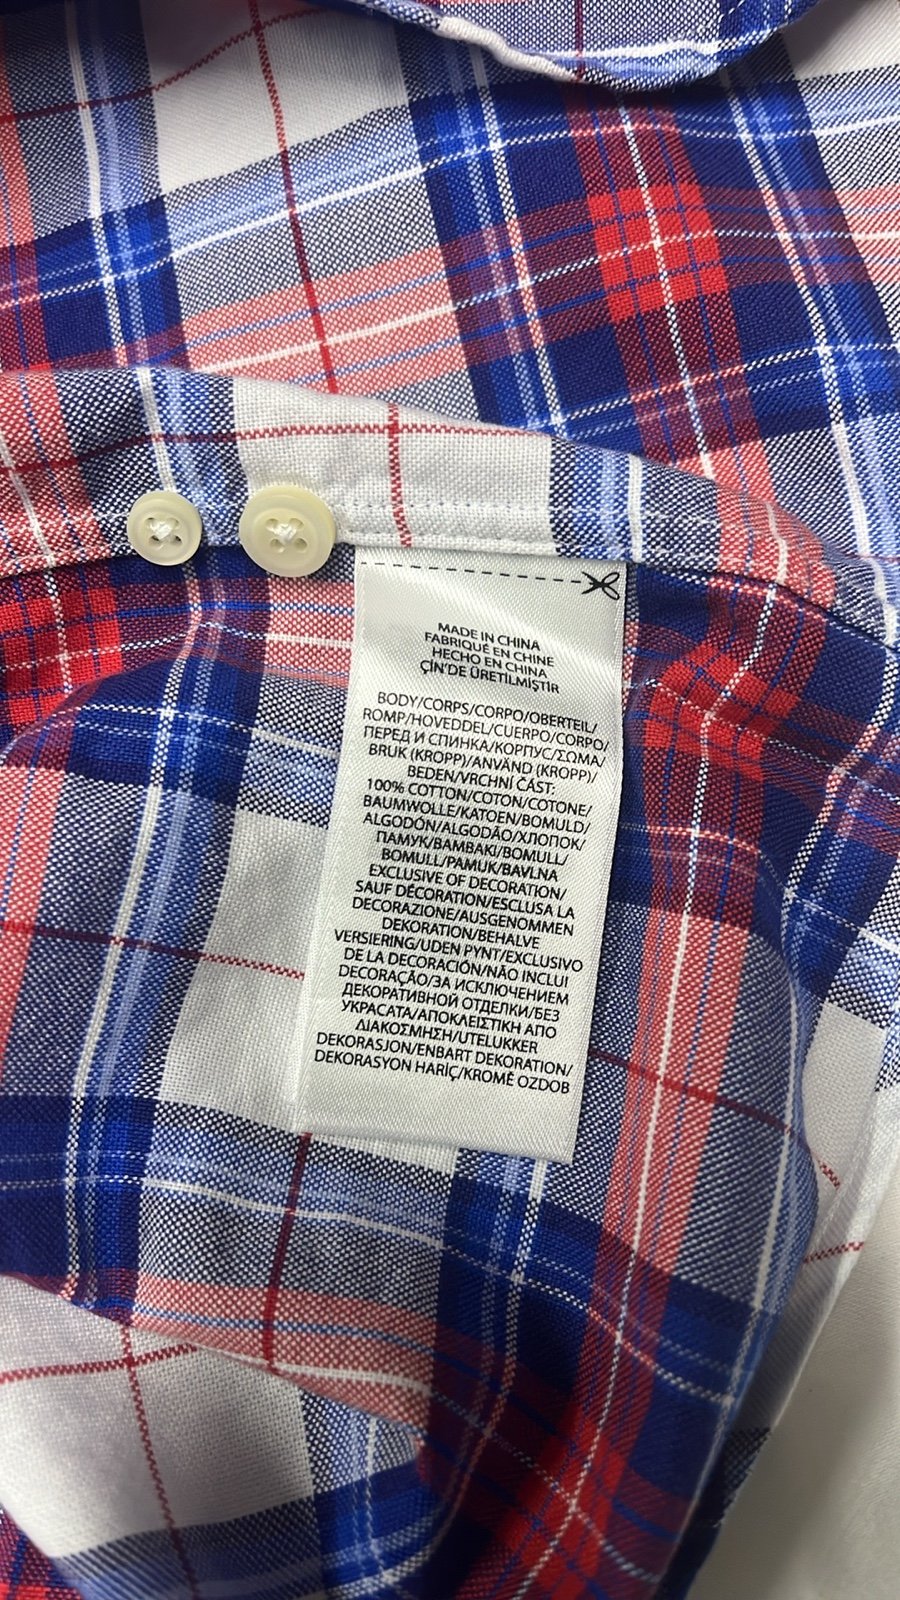 MADE IN CHINA
FABRIQUÉ EN CHINE
HECHO EN CHINA
ÇİN'DE ÜRETİLMİŞTİR
BODY/CORPS/CORPO/OBERTEIL/
ROMP/HOVEDDEL/CUERPO/CORPO/
ПЕРЕД И СПИНКА/КОРПУС/ΣΩΜΑ/
BRUK (KROPP)/ANVÄND (KROPP)/
BEDEN/VRCHNÍ ČÁST:
100% COTTON/COTON/COTONE/
BAUMWOLLE/KATOEN/BOMULD/
ALGODÓN/ALGODÃO/ХЛОПОК/
ПАМУК/ΒΑΜΒΑΚΙ/BOMULL/
BOMULL/PAMUK/BAVLNA
EXCLUSIVE OF DECORATION/
SAUF DÉCORATION/ESCLUSA LA
DECORAZIONE/AUSGENOMMEN
DEKORATION/BEHALVE
VERSIERING/UDEN PYNT/EXCLUSIVO
DE LA DECORACIÓN/NÃO INCLUI
DECORAÇÃO/ЗА ИСКЛЮЧЕНИЕМ
ДЕКОРАТИВНОЙ ОТДЕЛКИ/БЕЗ
УКРАСАТА/ΑΠΟΚΛΕΙΣΤΙΚΗ ΑΠΟ
ΔΙΑΚΟΣΜΗΣΗ/UTELUKKER
DEKORASJON/ENBART DEKORATION/
DEKORASYON HARİÇ/KROMĚ OZDOB